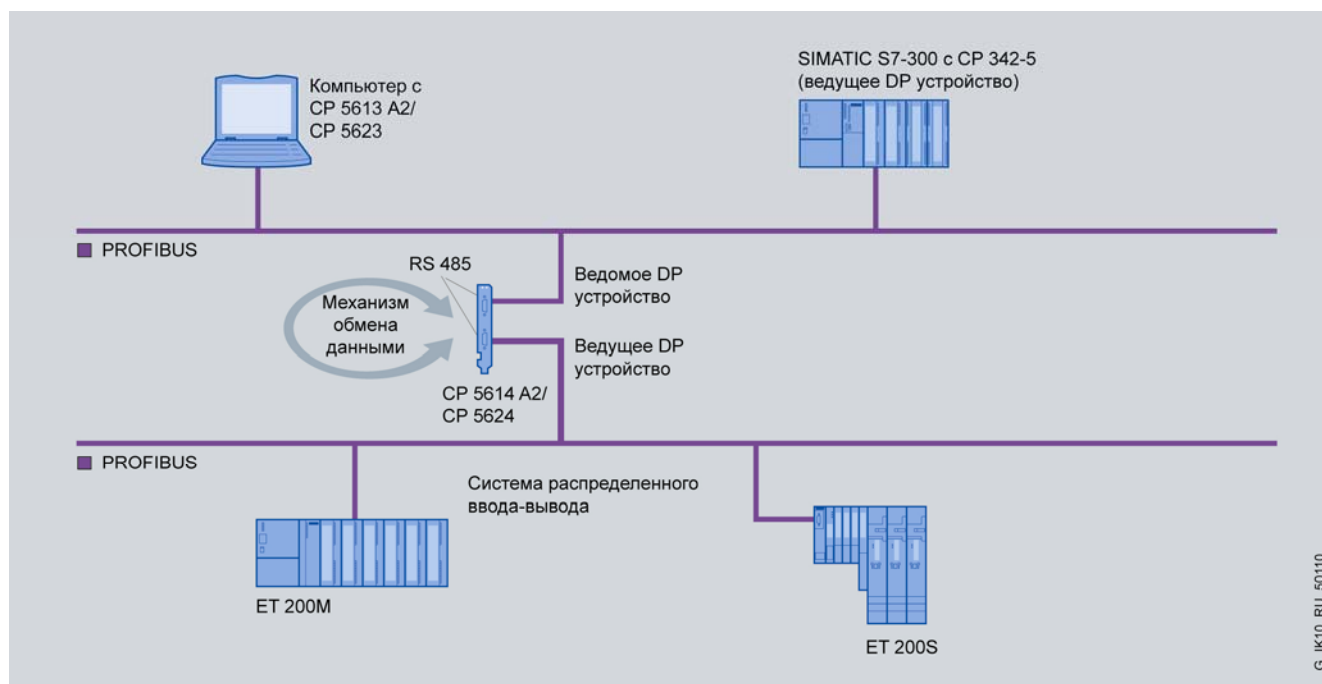 Компьютер с
CP 5613 A2/
CP 5623
SIMATIC S7-300 с CP 342-5
(ведущее DP устройство)
PROFIBUS
RS 485
Ведомое DP
устройство
Механизм
обмена
данными
Ведущее DP
устройство
CP 5614 A2/
CP 5624
PROFIBUS
Система распределенного
ввода-вывода
ET 200M
ET 200S
G_IK10_RU_50110